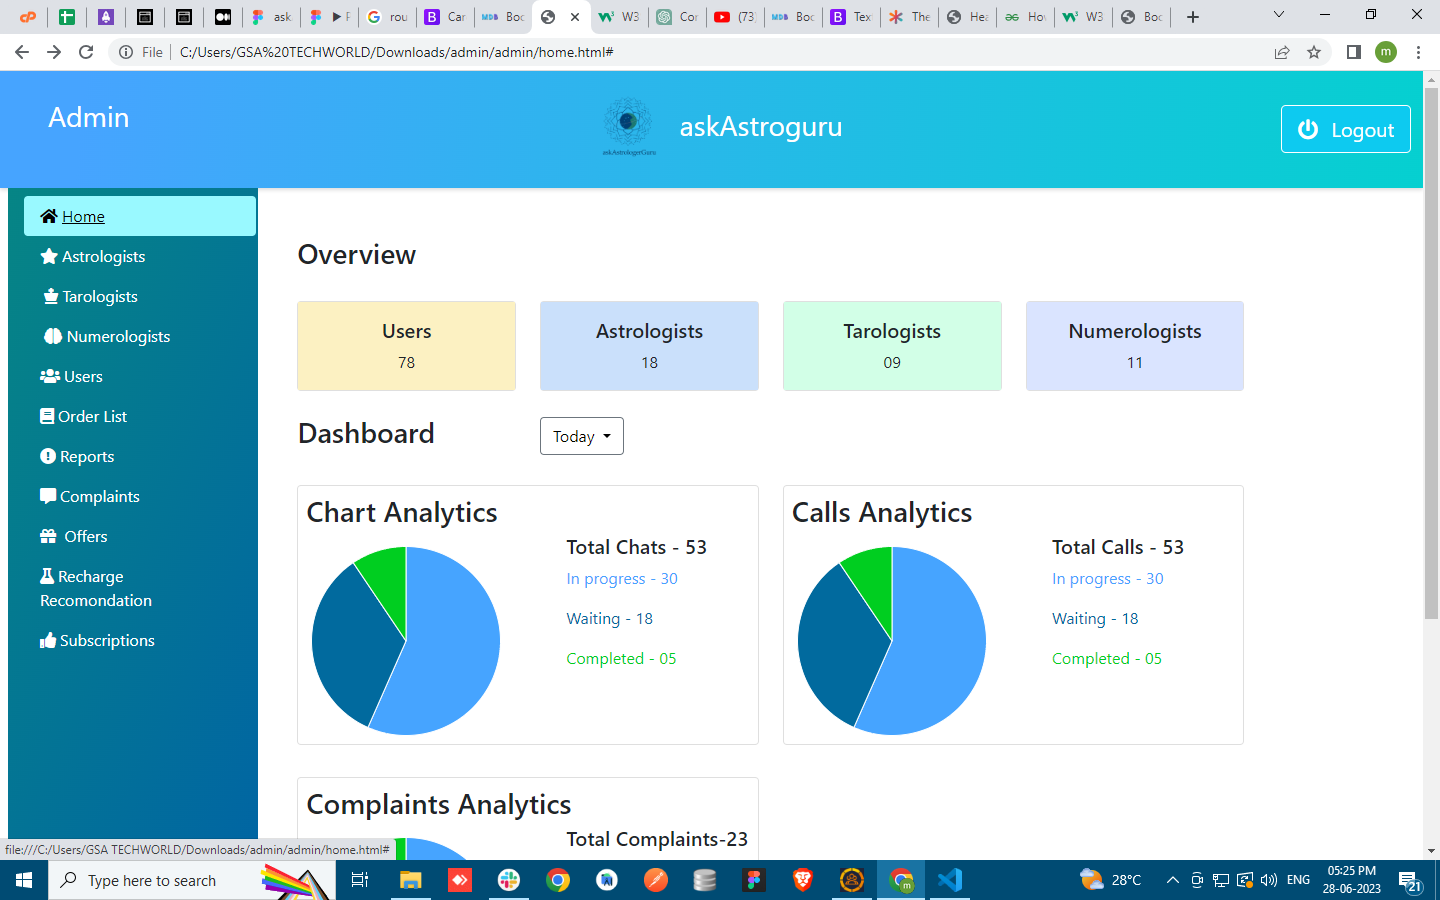 ask
F
rou
Car
Boo
W3
Cor
(73)
Boo
Tex
The
Hea
Hov
W3
Boo
File
C:/Users/GSA%20TECHWORLD/Downloads/admin/admin/home.html#
m
Admin
askAstrologerGuru
askAstroguru
Logout
Home
Astrologists
Tarologists
Numerologists
Users
Order List
Reports
Complaints
Offers
Recharge
Recomondation
Subscriptions
Overview
Users
78
Astrologists
18
Tarologists
09
Numerologists
11
Dashboard
Today
Chart Analytics
Total Chats - 53
In progress - 30
Waiting - 18
Completed - 05
Calls Analytics
Total Calls - 53
In progress - 30
Waiting - 18
Completed - 05
Complaints Analytics
Total Complaints-23
file:///C:/Users/GSA TECHWORLD/Downloads/admin/admin/home.html#
Type here to search
28°C
ENG
05:25 PM
28-06-2023
21